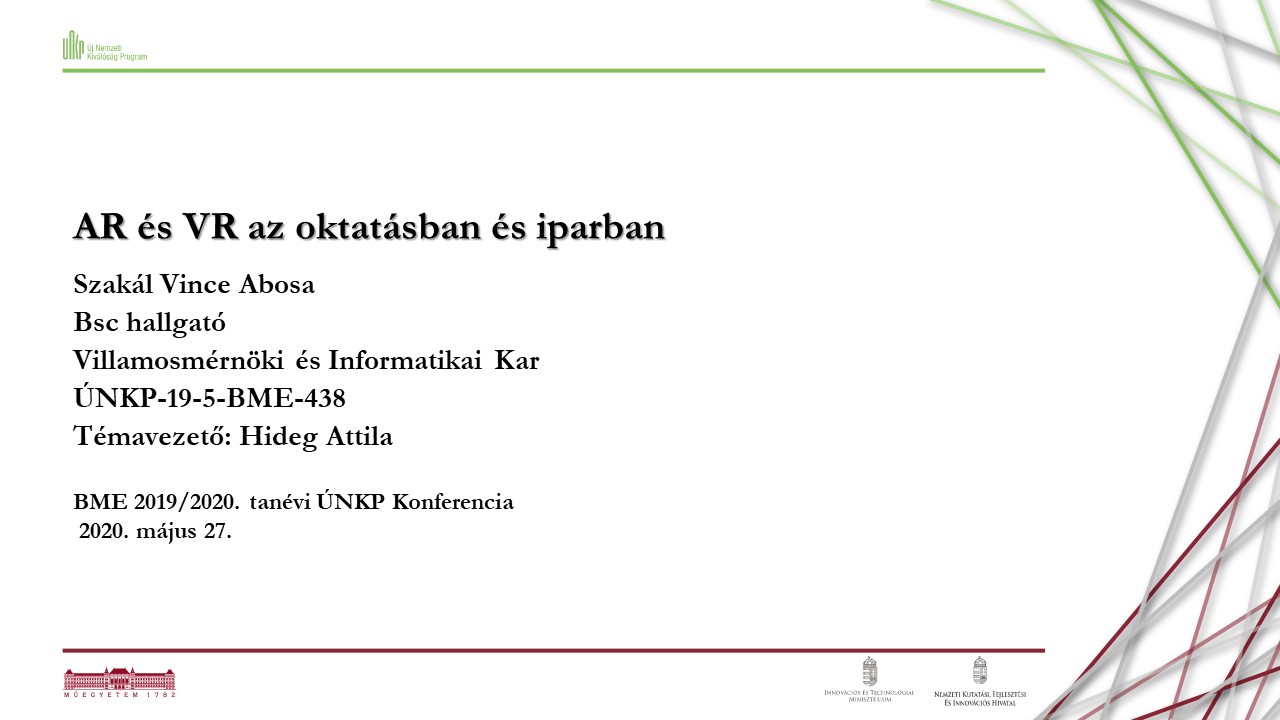 ÚNKP Új Nemzeti
Kiválóság Program
AR és VR az oktatásban és iparban
Szakál Vince Abosa
Bsc hallgató
Villamosmérnöki és Informatikai Kar
ÚNKP-19-5-BME-438
Témavezető: Hideg Attila
BME 2019/2020. tanévi ÚNKP Konferencia
2020. május 27.
MŰEGYETEM 1782
INNOVÁCIÓS ÉS TECHNOLÓGIAI
MINISZTÉRIUM
NEMZETI KUTATÁSI, FEJLESZTÉSI
ÉS INNOVÁCIÓS HIVATAL